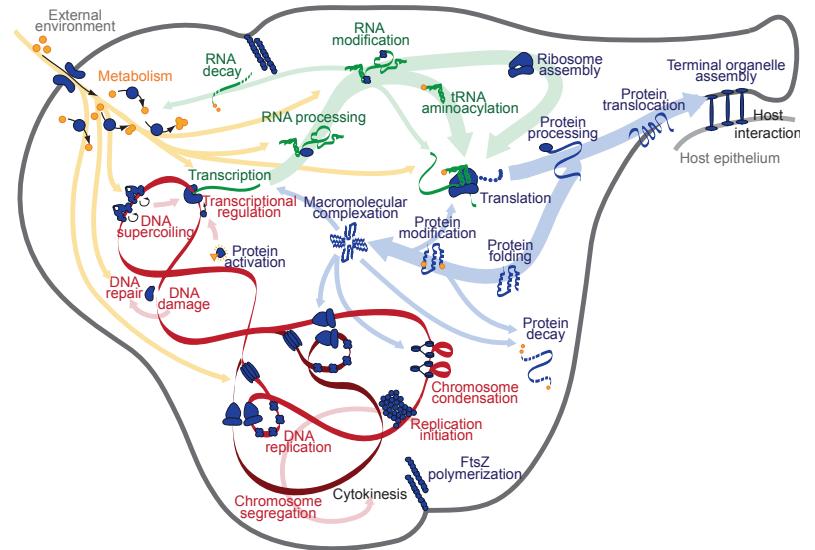 External
environment
Metabolism
RNA
decay
RNA
modification
Ribosome
assembly
Terminal organelle
assembly
Protein
translocation
Host
interaction
Host epithelium
tRNA
aminoacylation
Protein
processing
RNA processing
Transcription
Translation
Transcriptional
regulation
Macromolecular
complexation
DNA
supercoiling
Protein
modification
Protein
activation
Protein
folding
DNA
repair
DNA
damage
Protein
decay
Chromosome
condensation
Replication
initiation
DNA
replication
FtsZ
polymerization
Cytokinesis
Chromosome
segregation